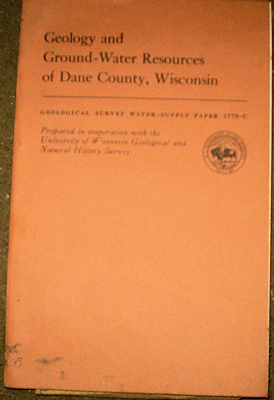 Geology and
Ground-Water Resources
of Dane County, Wisconsin
GEOLOGICAL SURVEY WATER-SUPPLY PAPER 1779-U
Prepared in cooperation with the
University of Wisconsin Geological and
Natural History Survey